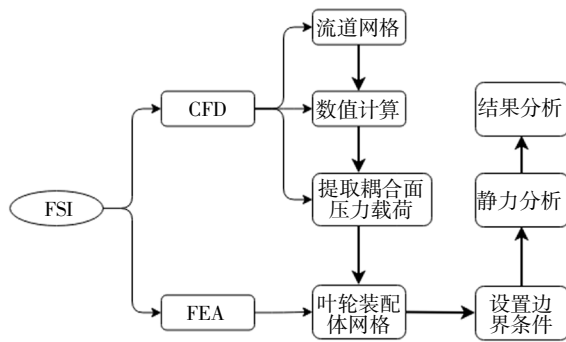 流道网格
CFD
数值计算
结果分析
提取耦合面
压力载荷
静力分析
FSI
FEA
叶轮装配
体网格
设置边
界条件